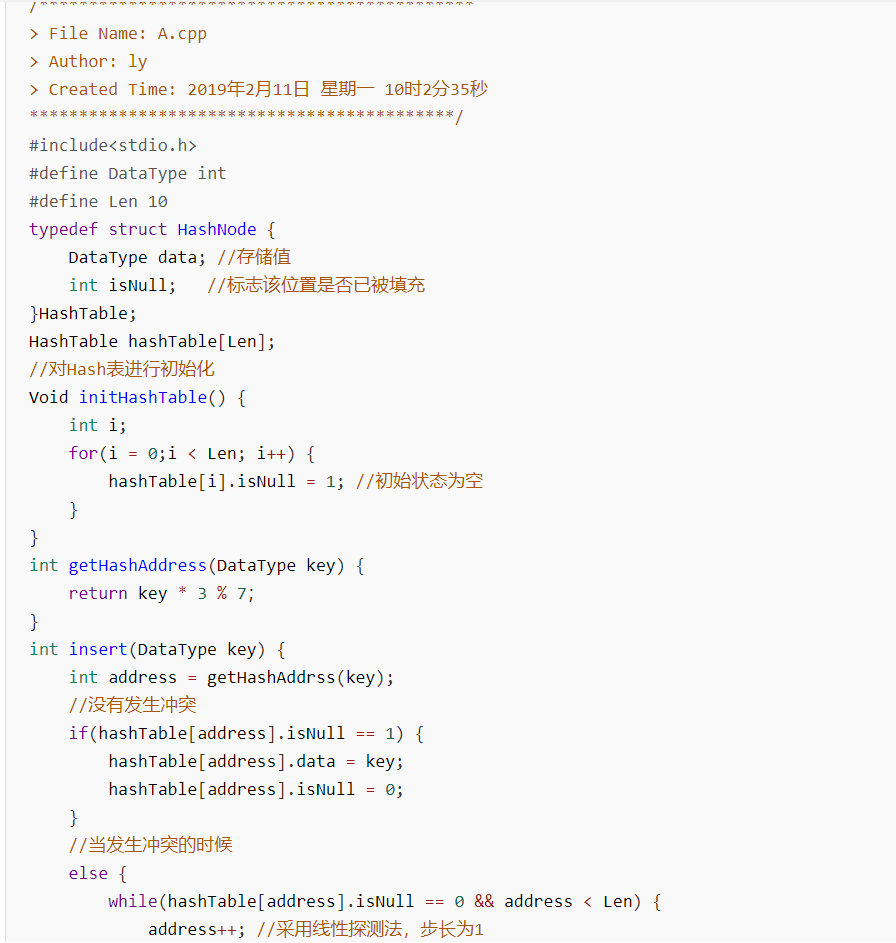 /********************************************
> File Name: A.cpp
> Author: ly
> Created Time: 2019年2月11日 星期一 10时2分35秒
*******************************************/
#include<stdio.h>
#define DataType int
#define Len 10
typedef struct HashNode {
    DataType data; //存储值
    int isNull;   //标志该位置是否已被填充
}HashTable;
HashTable hashTable[Len];
//对Hash表进行初始化
Void initHashTable() {
    int i;
    for(i = 0;i < Len; i++) {
        hashTable[i].isNull = 1; //初始状态为空
    }
}
int getHashAddress(DataType key) {
    return key * 3 % 7;
}
int insert(DataType key) {
    int address = getHashAddrss(key);
    //没有发生冲突
    if(hashTable[address].isNull == 1) {
        hashTable[address].data = key;
        hashTable[address].isNull = 0;
    }
    //当发生冲突的时候
    else {
        while(hashTable[address].isNull == 0 && address < Len) {
            address++; //采用线性探测法，步长为1